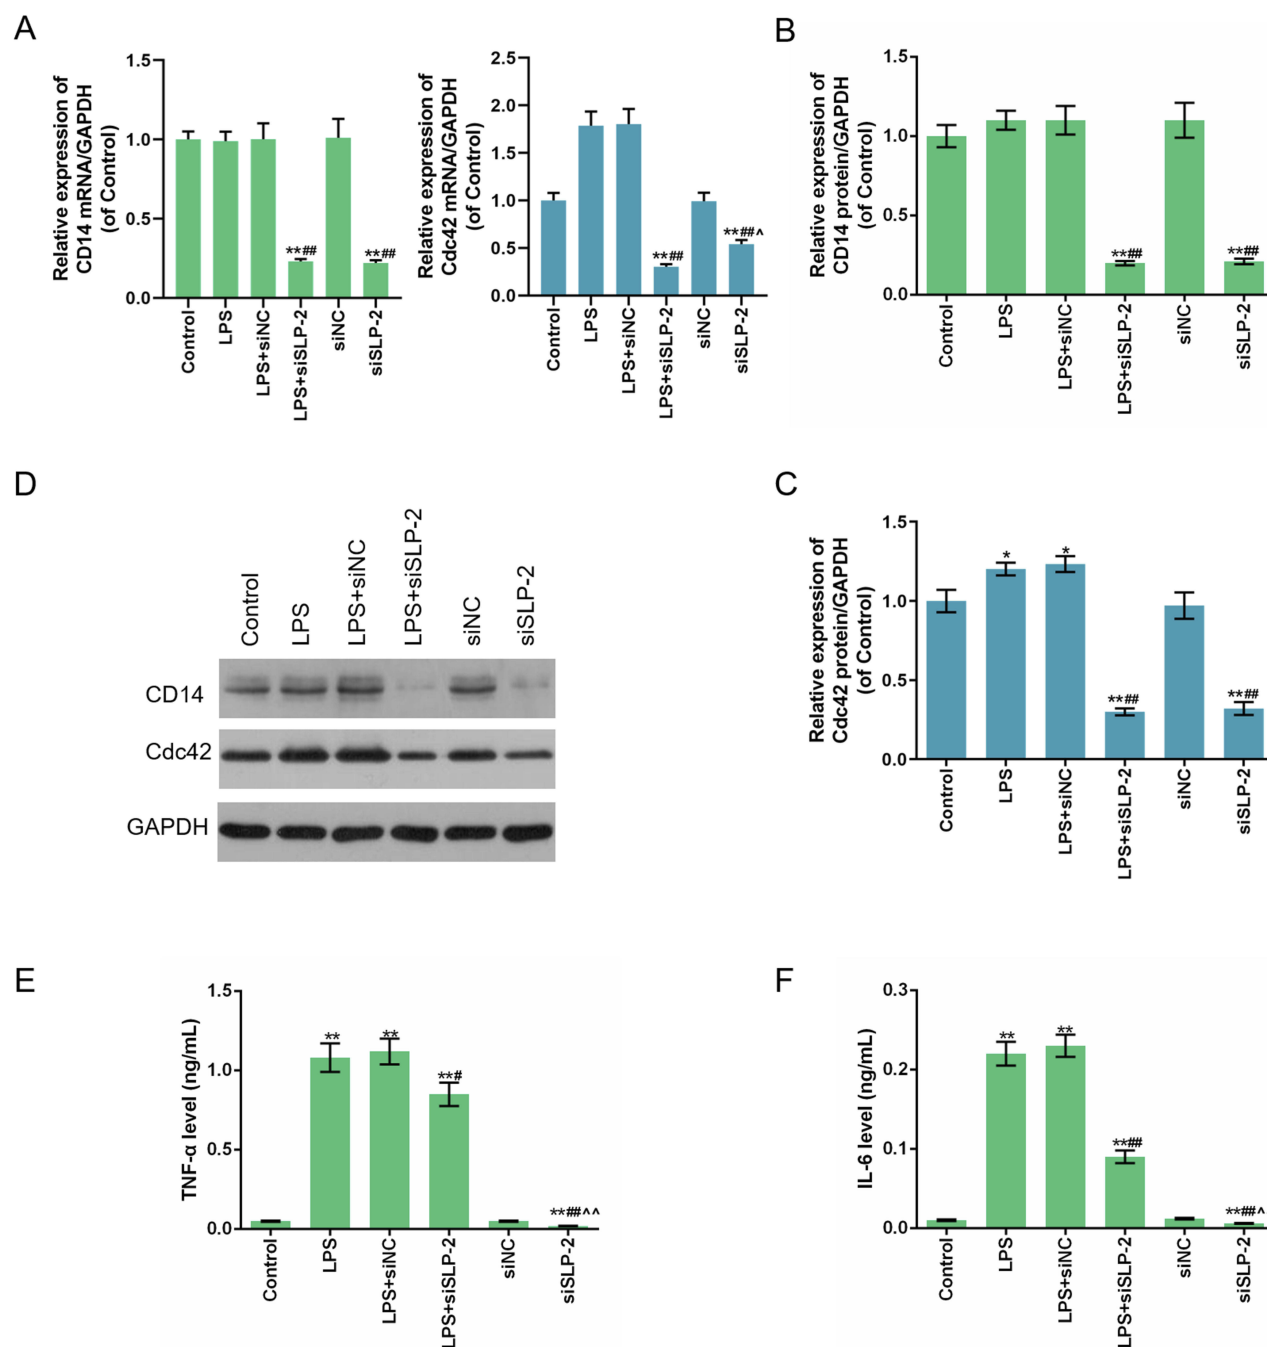 A
Relative expression of
CD14 mRNA/GAPDH
(of Control)
1.5
1.0
0.5
0.0
**##
**##
Control
LPS
LPS+siNC
LPS+siSLP-2
siNC
siSLP-2
Relative expression of
Cdc42 mRNA/GAPDH
(of Control)
2.5
2.0
1.5
1.0
0.5
0.0
**##
**##^
Control
LPS
LPS+siNC
LPS+siSLP-2
siNC
siSLP-2
B
Relative expression of
CD14 protein/GAPDH
(of Control)
1.5
1.0
0.5
0.0
**##
**##
Control
LPS
LPS+siNC
LPS+siSLP-2
siNC
siSLP-2
D
Control
LPS
LPS+siNC
LPS+siSLP-2
siNC
siSLP-2
CD14
Cdc42
GAPDH
C
Relative expression of
Cdc42 protein/GAPDH
(of Control)
1.5
1.0
0.5
0.0
*
*
**##
**##
Control
LPS
LPS+siNC
LPS+siSLP-2
siNC
siSLP-2
E
TNF-α level (ng/mL)
1.5
1.0
0.5
0.0
**
**
**#
**##^^
Control
LPS
LPS+siNC
LPS+siSLP-2
siNC
siSLP-2
F
IL-6 level (ng/mL)
0.3
0.2
0.1
0.0
**
**
**##
**##^
Control
LPS
LPS+siNC
LPS+siSLP-2
siNC
siSLP-2